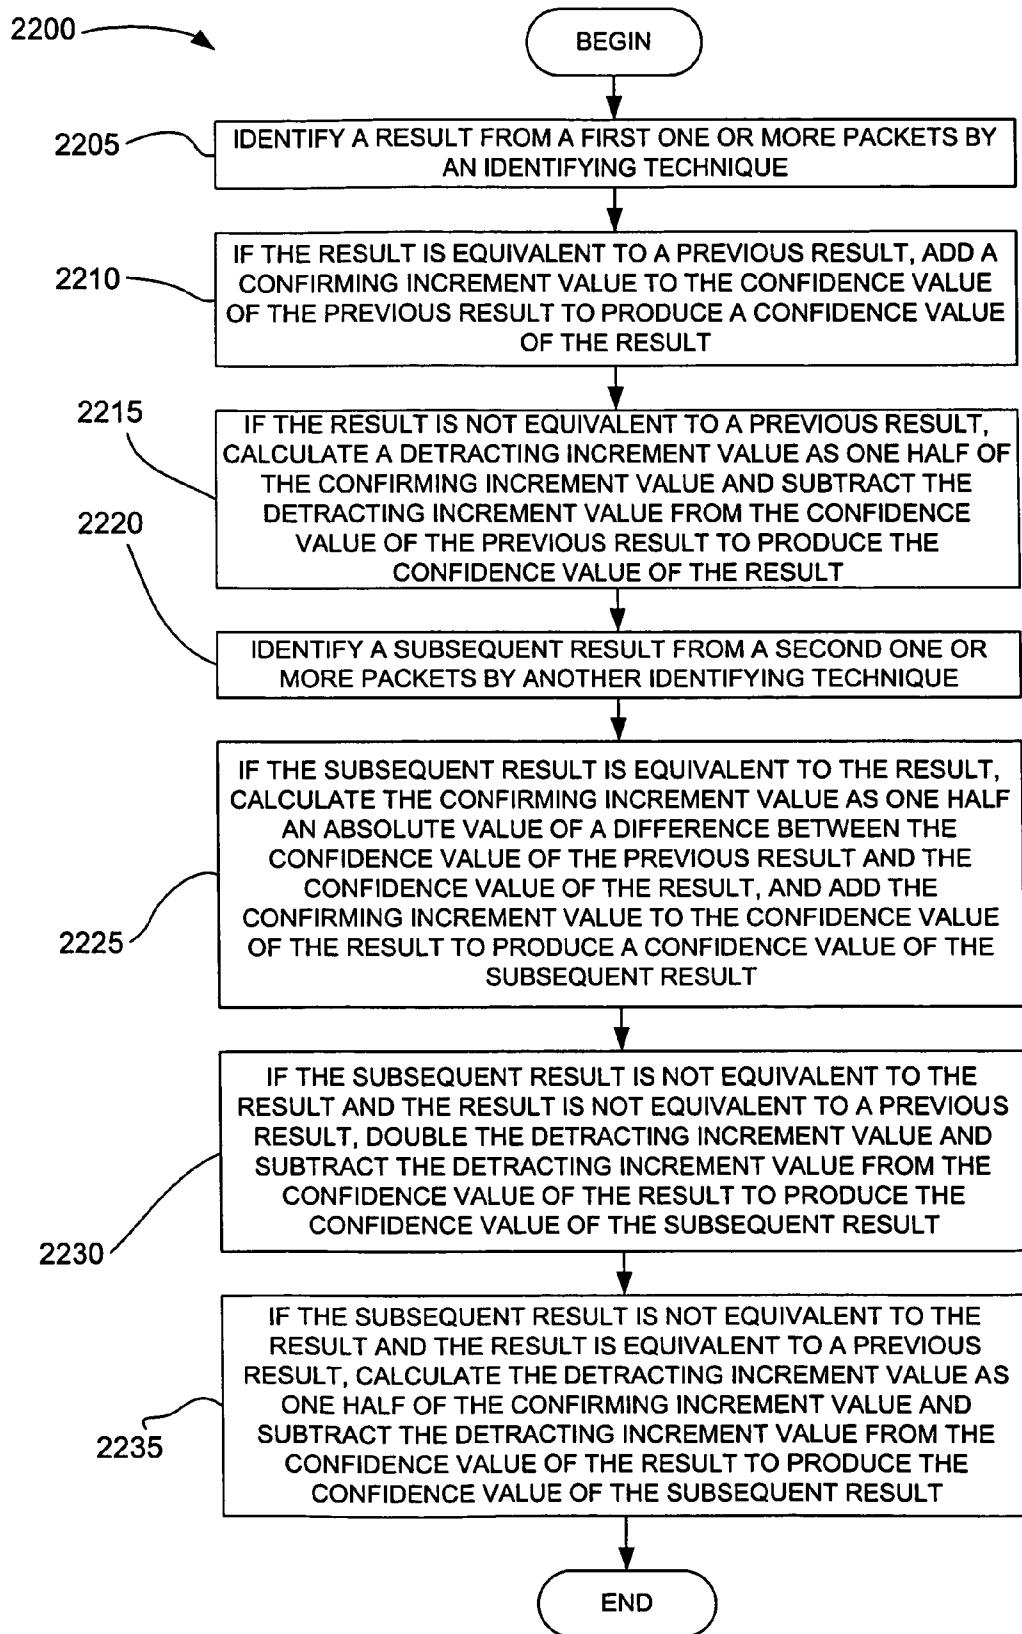 2200
BEGIN
2205
IDENTIFY A RESULT FROM A FIRST ONE OR MORE PACKETS BY
AN IDENTIFYING TECHNIQUE
2210
IF THE RESULT IS EQUIVALENT TO A PREVIOUS RESULT, ADD A
CONFIRMING INCREMENT VALUE TO THE CONFIDENCE VALUE
OF THE PREVIOUS RESULT TO PRODUCE A CONFIDENCE VALUE
OF THE RESULT
2215
IF THE RESULT IS NOT EQUIVALENT TO A PREVIOUS RESULT,
CALCULATE A DETRACTING INCREMENT VALUE AS ONE HALF OF
THE CONFIRMING INCREMENT VALUE AND SUBTRACT THE
DETRACTING INCREMENT VALUE FROM THE CONFIDENCE
VALUE OF THE PREVIOUS RESULT TO PRODUCE THE
CONFIDENCE VALUE OF THE RESULT
2220
IDENTIFY A SUBSEQUENT RESULT FROM A SECOND ONE OR
MORE PACKETS BY ANOTHER IDENTIFYING TECHNIQUE
IF THE SUBSEQUENT RESULT IS EQUIVALENT TO THE RESULT,
CALCULATE THE CONFIRMING INCREMENT VALUE AS ONE HALF
AN ABSOLUTE VALUE OF A DIFFERENCE BETWEEN THE
CONFIDENCE VALUE OF THE PREVIOUS RESULT AND THE
CONFIDENCE VALUE OF THE RESULT, AND ADD THE
CONFIRMING INCREMENT VALUE TO THE CONFIDENCE VALUE
OF THE RESULT TO PRODUCE A CONFIDENCE VALUE OF THE
SUBSEQUENT RESULT
2225
IF THE SUBSEQUENT RESULT IS NOT EQUIVALENT TO THE
RESULT AND THE RESULT IS NOT EQUIVALENT TO A PREVIOUS
RESULT, DOUBLE THE DETRACTING INCREMENT VALUE AND
SUBTRACT THE DETRACTING INCREMENT VALUE FROM THE
CONFIDENCE VALUE OF THE RESULT TO PRODUCE THE
CONFIDENCE VALUE OF THE SUBSEQUENT RESULT
2230
IF THE SUBSEQUENT RESULT IS NOT EQUIVALENT TO THE
RESULT AND THE RESULT IS EQUIVALENT TO A PREVIOUS
RESULT, CALCULATE THE DETRACTING INCREMENT VALUE AS
ONE HALF OF THE CONFIRMING INCREMENT VALUE AND
SUBTRACT THE DETRACTING INCREMENT VALUE FROM THE
CONFIDENCE VALUE OF THE RESULT TO PRODUCE THE
CONFIDENCE VALUE OF THE SUBSEQUENT RESULT
2235
END